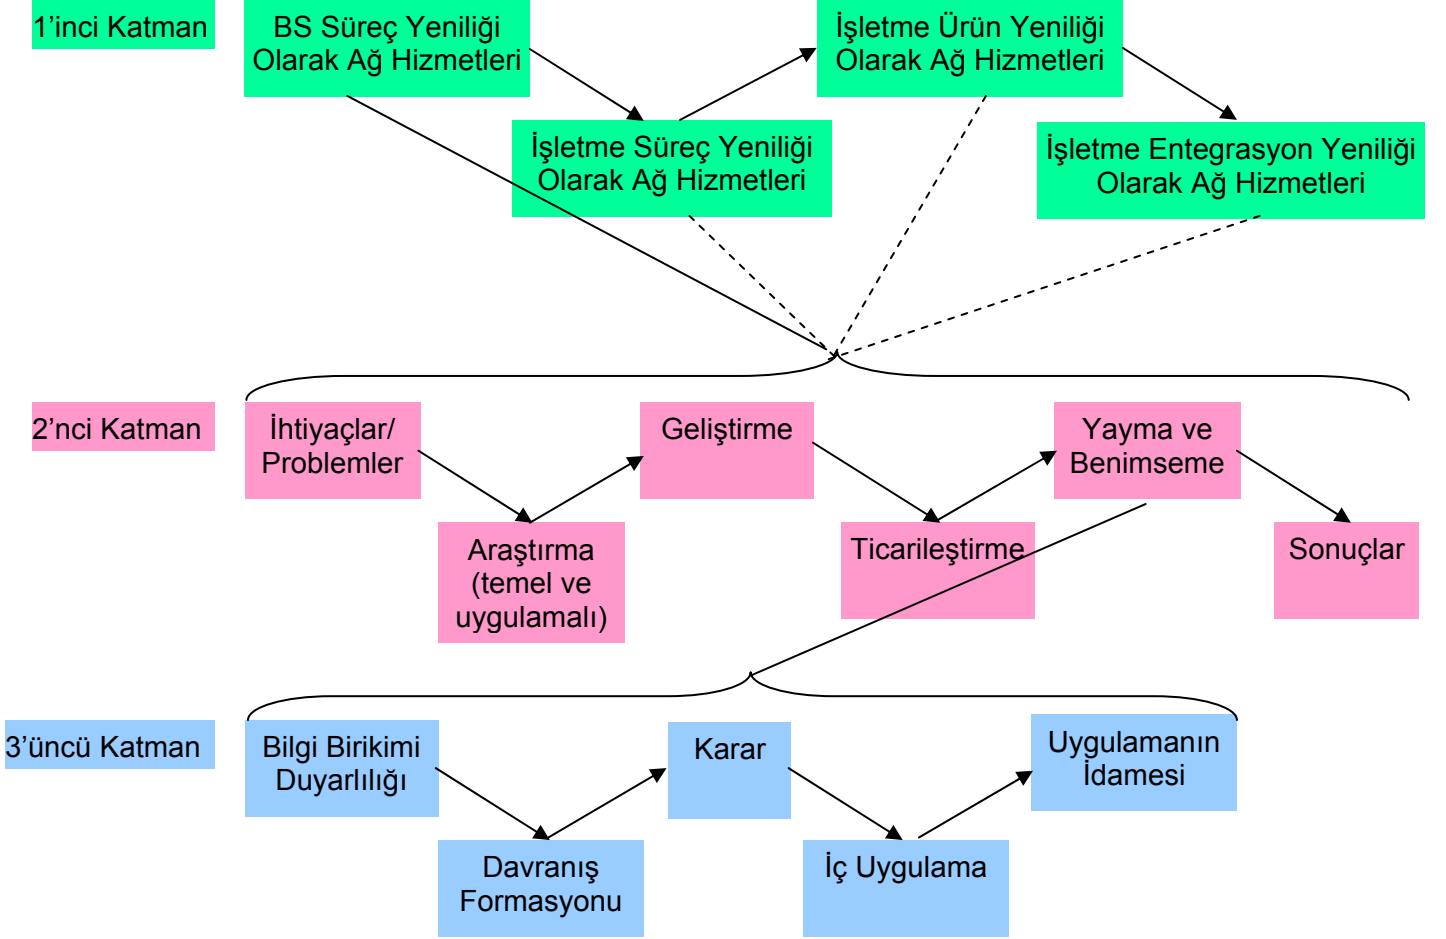 1’inci Katman
BS Süreç Yeniliği
Olarak Ağ Hizmetleri
İşletme Ürün Yeniliği
Olarak Ağ Hizmetleri
İşletme Süreç Yeniliği
Olarak Ağ Hizmetleri
İşletme Entegrasyon Yeniliği
Olarak Ağ Hizmetleri
2’nci Katman
İhtiyaçlar/
Problemler
Geliştirme
Yayma ve
Benimseme
Araştırma
(temel ve
uygulamalı)
Ticarileştirme
Sonuçlar
3’üncü Katman
Bilgi Birikimi
Duyarlılığı
Karar
Uygulamanın
İdamesi
Davranış
Formasyonu
İç Uygulama